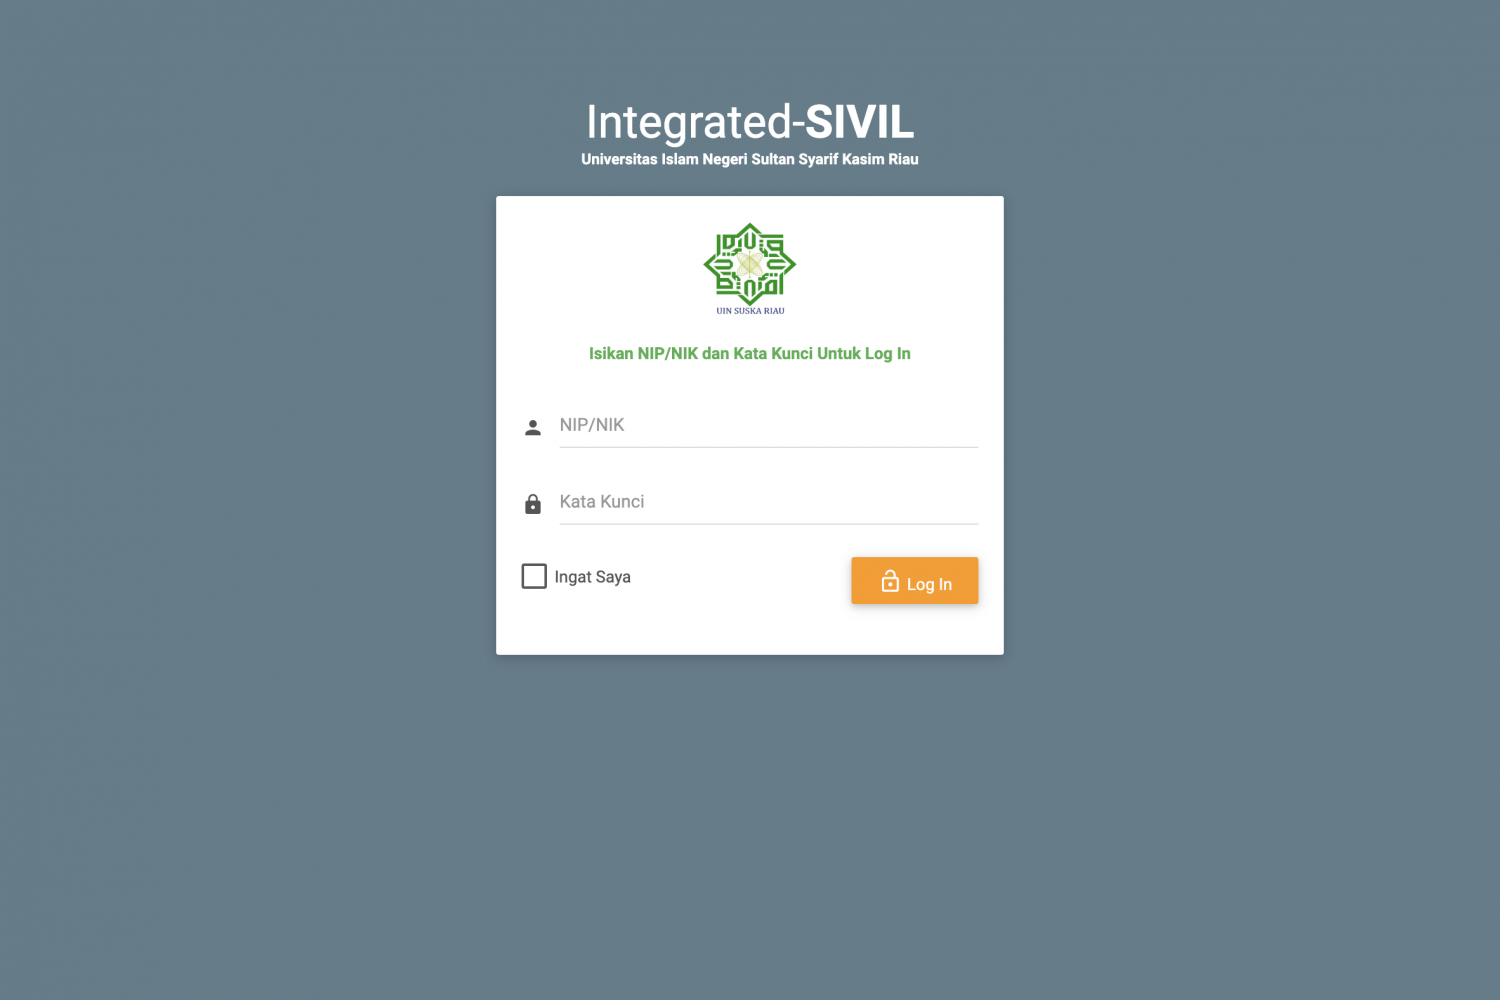 Integrated-SIVIL
Universitas Islam Negeri Sultan Syarif Kasim Riau
UIN SUSKA RIAU
Isikan NIP/NIK dan Kata Kunci Untuk Log In
NIP/NIK
Kata Kunci
Ingat Saya
Log In